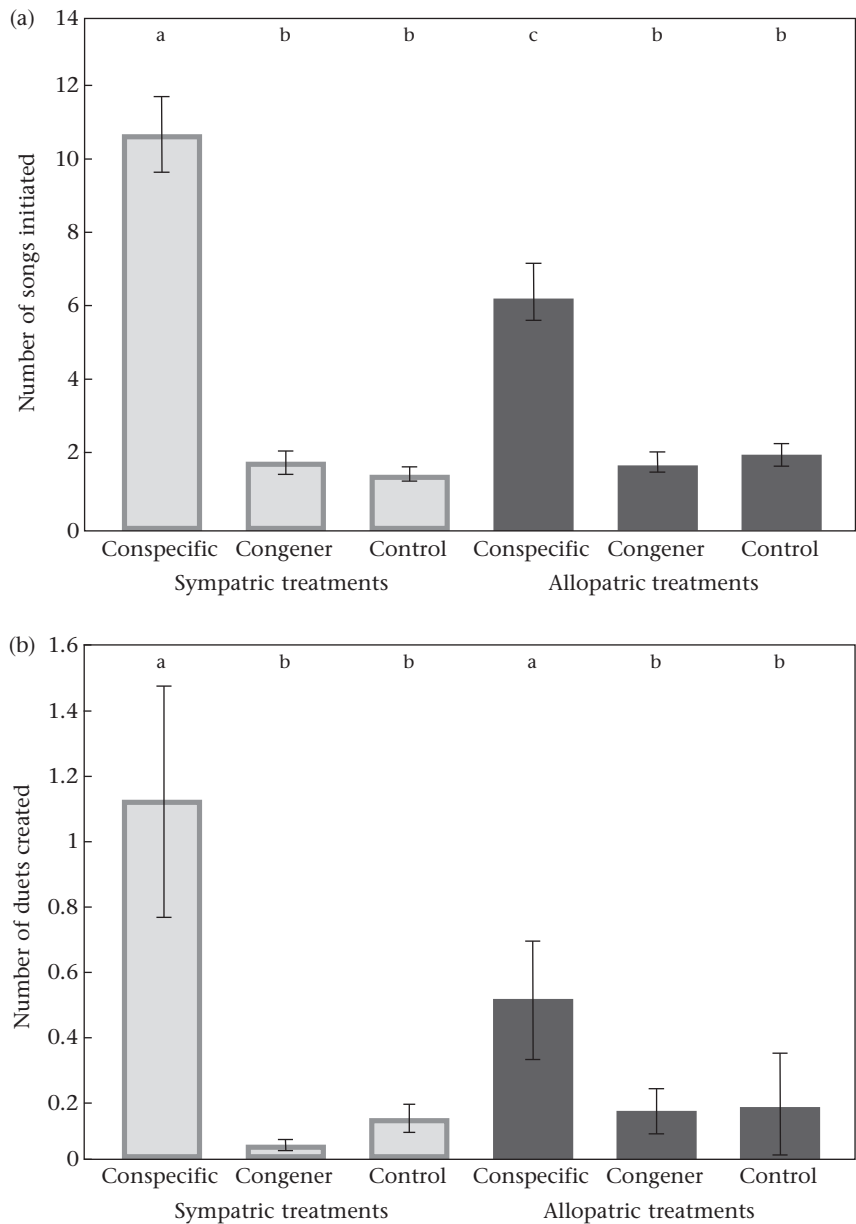 (a)
14
a b b c b b
12
10
8
6
4
2
0
Number of songs initiated
Conspecific Congener Control Conspecific Congener Control
Sympatric treatments Allopatric treatments
(b)
1.6
a b b a b b
1.4
1.2
1
0.8
0.6
0.4
0.2
0
Number of duets created
Conspecific Congener Control Conspecific Congener Control
Sympatric treatments Allopatric treatments